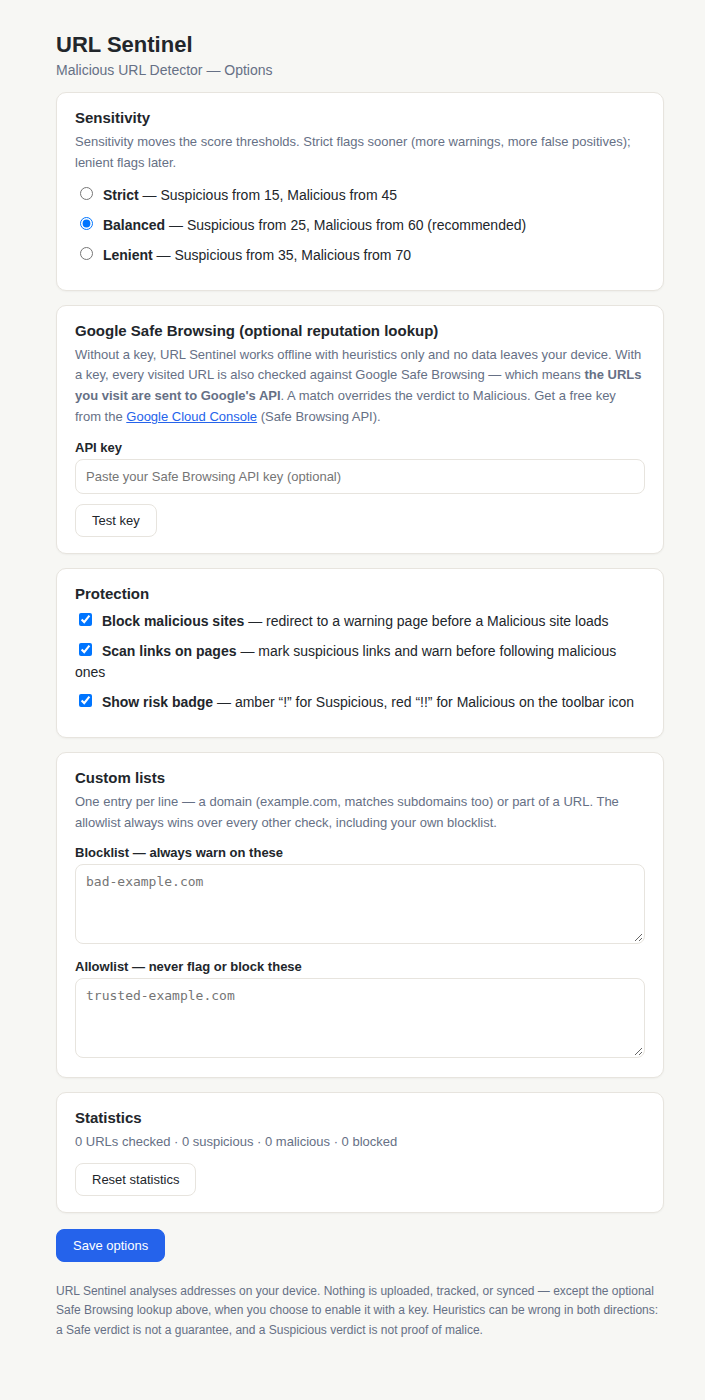 URL Sentinel
Malicious URL Detector — Options
Sensitivity
Sensitivity moves the score thresholds. Strict flags sooner (more warnings, more false positives);
lenient flags later.
Strict — Suspicious from 15, Malicious from 45
Balanced — Suspicious from 25, Malicious from 60 (recommended)
Lenient — Suspicious from 35, Malicious from 70
Google Safe Browsing (optional reputation lookup)
Without a key, URL Sentinel works offline with heuristics only and no data leaves your device. With
a key, every visited URL is also checked against Google Safe Browsing — which means the URLs
you visit are sent to Google's API. A match overrides the verdict to Malicious. Get a free key
from the Google Cloud Console (Safe Browsing API).
API key
Paste your Safe Browsing API key (optional)
Test key
Protection
Block malicious sites — redirect to a warning page before a Malicious site loads
Scan links on pages — mark suspicious links and warn before following malicious
ones
Show risk badge — amber “!” for Suspicious, red “!!” for Malicious on the toolbar icon
Custom lists
One entry per line — a domain (example.com, matches subdomains too) or part of a URL. The
allowlist always wins over every other check, including your own blocklist.
Blocklist — always warn on these
bad-example.com
Allowlist — never flag or block these
trusted-example.com
Statistics
0 URLs checked · 0 suspicious · 0 malicious · 0 blocked
Reset statistics
Save options
URL Sentinel analyses addresses on your device. Nothing is uploaded, tracked, or synced — except the optional
Safe Browsing lookup above, when you choose to enable it with a key. Heuristics can be wrong in both directions:
a Safe verdict is not a guarantee, and a Suspicious verdict is not proof of malice.